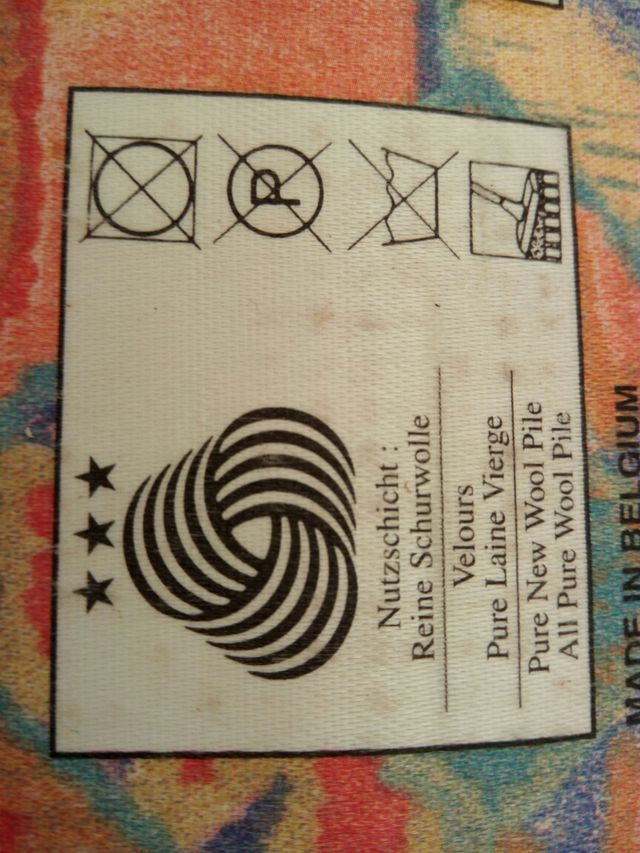 P
Nutzschicht :
Reine Schurwolle
Velours
Pure Laine Vierge
Pure New Wool Pile
All Pure Wool Pile
MADE IN BELGIUM